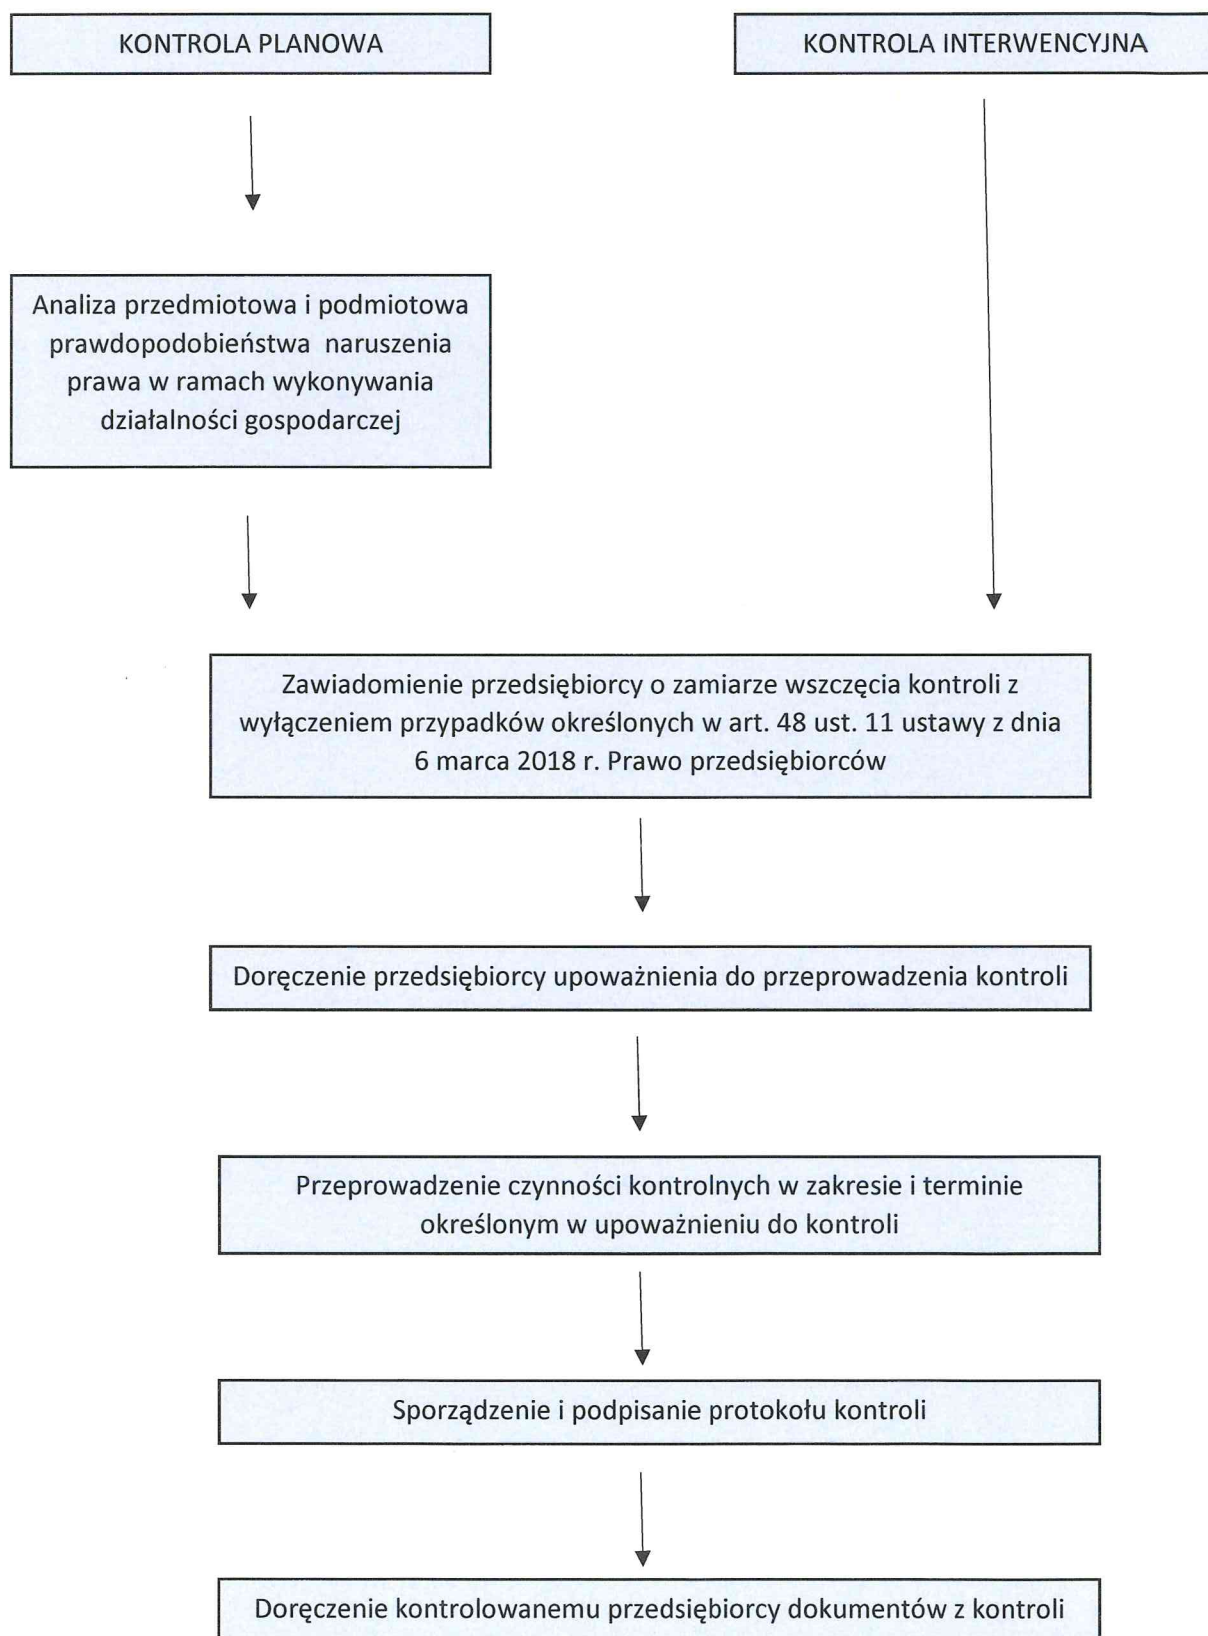 KONTROLA PLANOWA
KONTROLA INTERWENCYJNA
Analiza przedmiotowa i podmiotowa
prawdopodobieństwa naruszenia
prawa w ramach wykonywania
działalności gospodarczej
Zawiadomienie przedsiębiorcy o zamiarze wszczęcia kontroli z
wyłączeniem przypadków określonych w art. 48 ust. 11 ustawy z dnia
6 marca 2018 r. Prawo przedsiębiorców
Doręczenie przedsiębiorcy upoważnienia do przeprowadzenia kontroli
Przeprowadzenie czynności kontrolnych w zakresie i terminie
określonym w upoważnieniu do kontroli
Sporządzenie i podpisanie protokołu kontroli
Doręczenie kontrolowanemu przedsiębiorcy dokumentów z kontroli